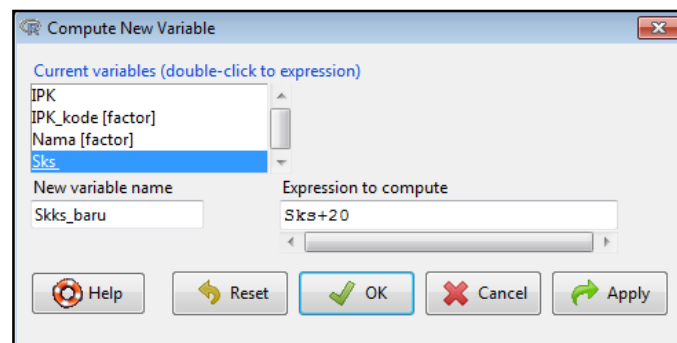 Compute New Variable
Current variables (double-click to expression)
IPK
IPK_kode [factor]
Nama [factor]
Sks
New variable name
Expression to compute
Skks_baru
Sks+20
Help
Reset
OK
Cancel
Apply